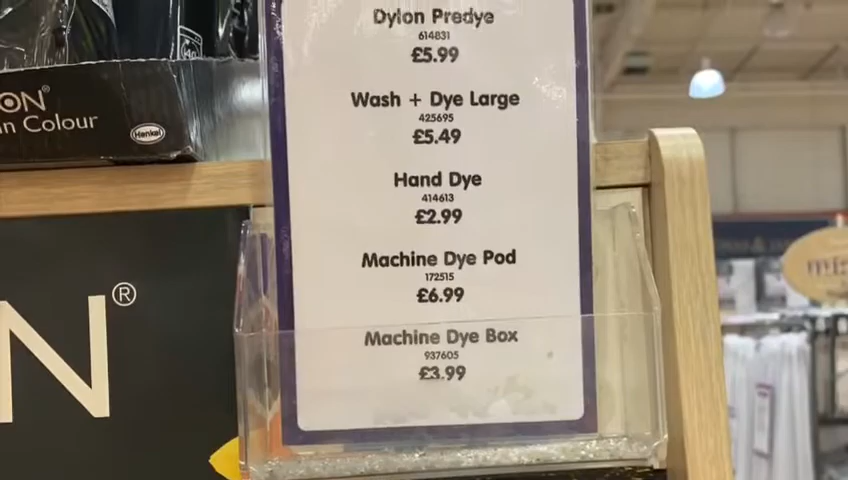 Dylon Predye
614831
£5.99
Wash + Dye Large
425695
£5.49
Hand Dye
414613
£2.99
Machine Dye Pod
172515
£6.99
Machine Dye Box
937605
£3.99
ON®
n Colour
Henkel
N®